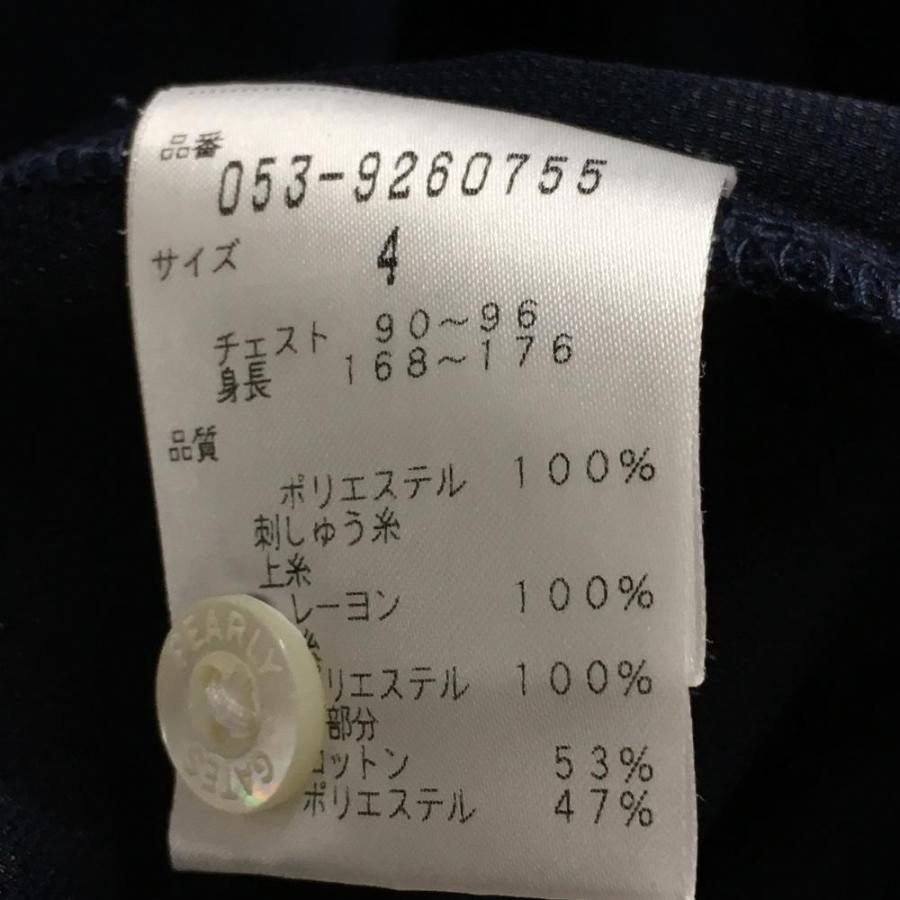 品番
053-9260755
サイズ 4
チェスト 90～96
身長 168～176
品質
ポリエステル 100%
刺しゅう糸
上糸
レーヨン 100%
糸
リエステル 100%
部分
コットン 53%
ポリエステル 47%
PEARLY
GATES